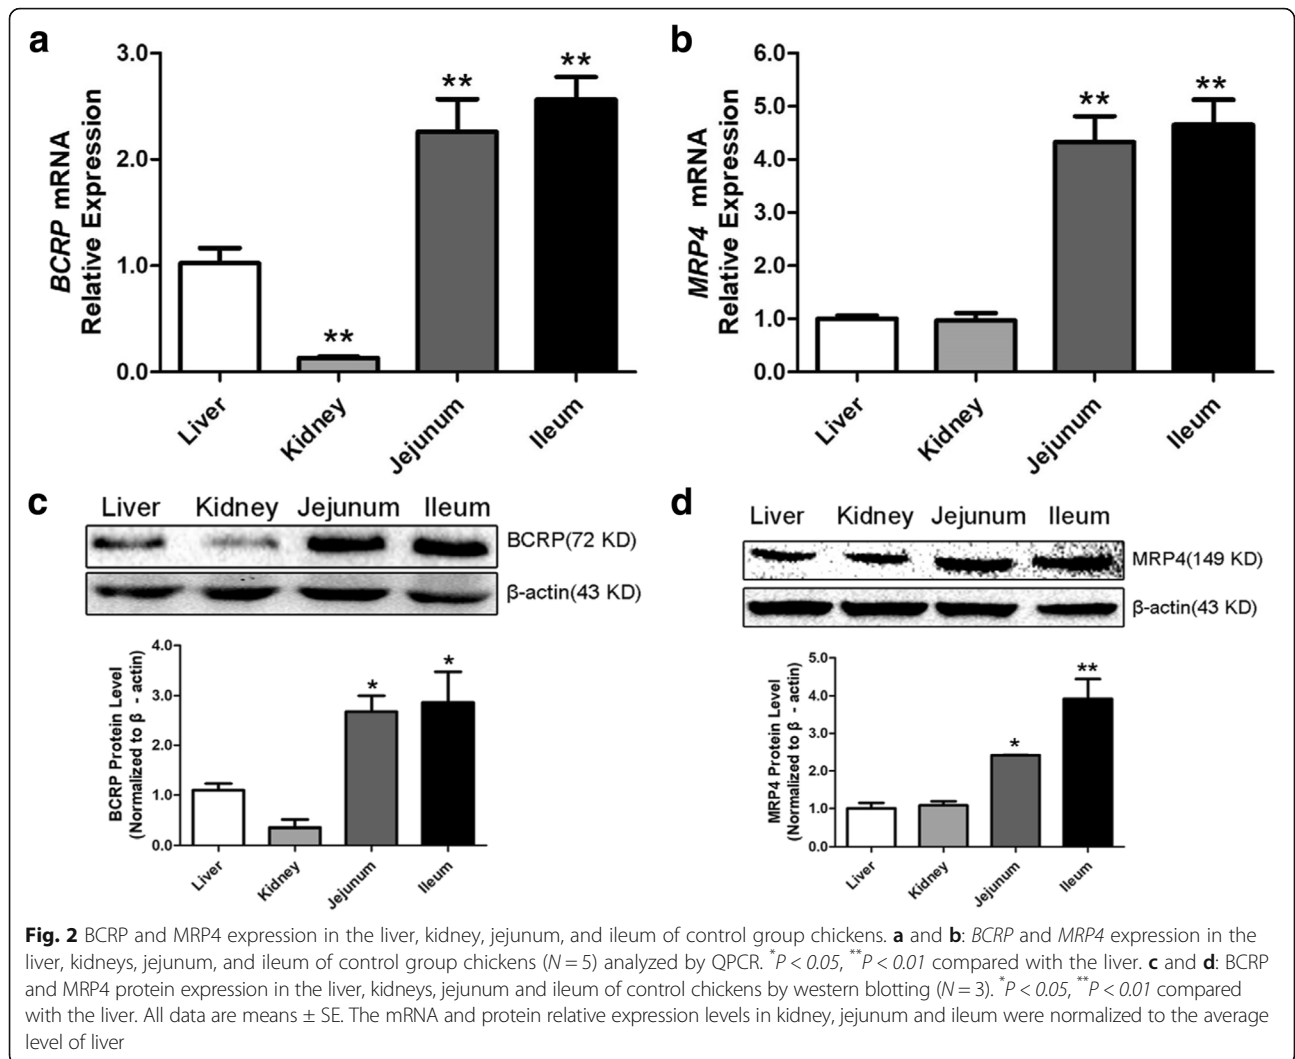 a
BCRP mRNA
Relative Expression
3.0
2.0
1.0
0.0
**
**
**
Liver
Kidney
Jejunum
Ileum
b
MRP4 mRNA
Relative Expression
6.0
5.0
4.0
3.0
2.0
1.0
0.0
**
**
Liver
Kidney
Jejunum
Ileum
c
Liver Kidney Jejunum Ileum
BCRP(72 KD)
β-actin(43 KD)
BCRP Protein Level
(Normalized to β - actin)
4.0
3.0
2.0
1.0
0.0
*
*
Liver
Kidney
Jejunum
Ileum
d
Liver Kidney Jejunum Ileum
MRP4(149 KD)
β-actin(43 KD)
MRP4 Protein Level
(Normalized to β - actin)
5.0
4.0
3.0
2.0
1.0
0.0
*
**
Liver
Kidney
Jejunum
Ileum
Fig. 2 BCRP and MRP4 expression in the liver, kidney, jejunum, and ileum of control group chickens. a and b: BCRP and MRP4 expression in the
liver, kidneys, jejunum, and ileum of control group chickens (N = 5) analyzed by QPCR. *P < 0.05, **P < 0.01 compared with the liver. c and d: BCRP
and MRP4 protein expression in the liver, kidneys, jejunum and ileum of control chickens by western blotting (N = 3). *P < 0.05, **P < 0.01 compared
with the liver. All data are means ± SE. The mRNA and protein relative expression levels in kidney, jejunum and ileum were normalized to the average
level of liver